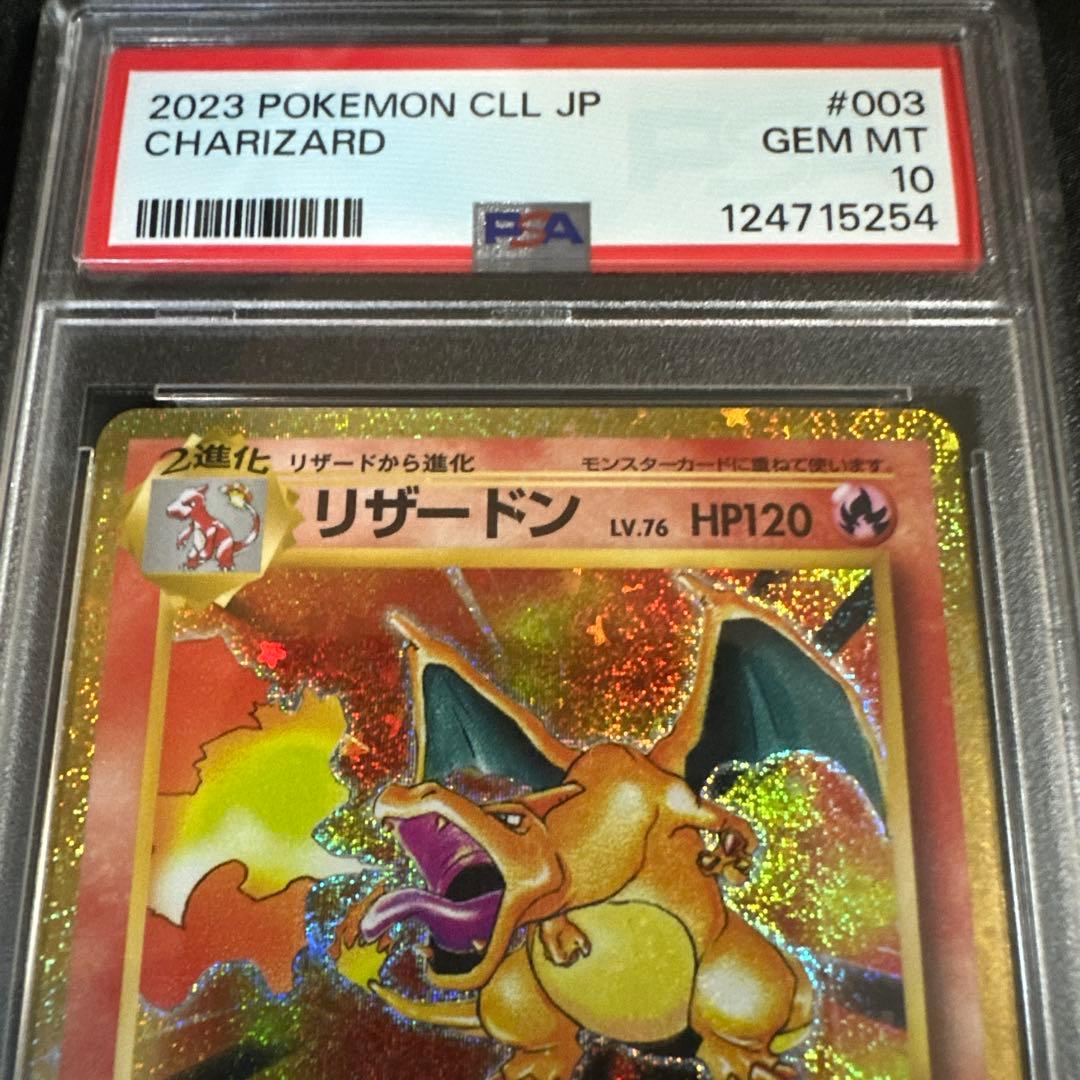 2023 POKEMON CLL JP #003
CHARIZARD GEM MT
10
PSA 124715254
2進化 リザードから進化 モンスターカードに重ねて使います。
リザードン LV.76 HP120